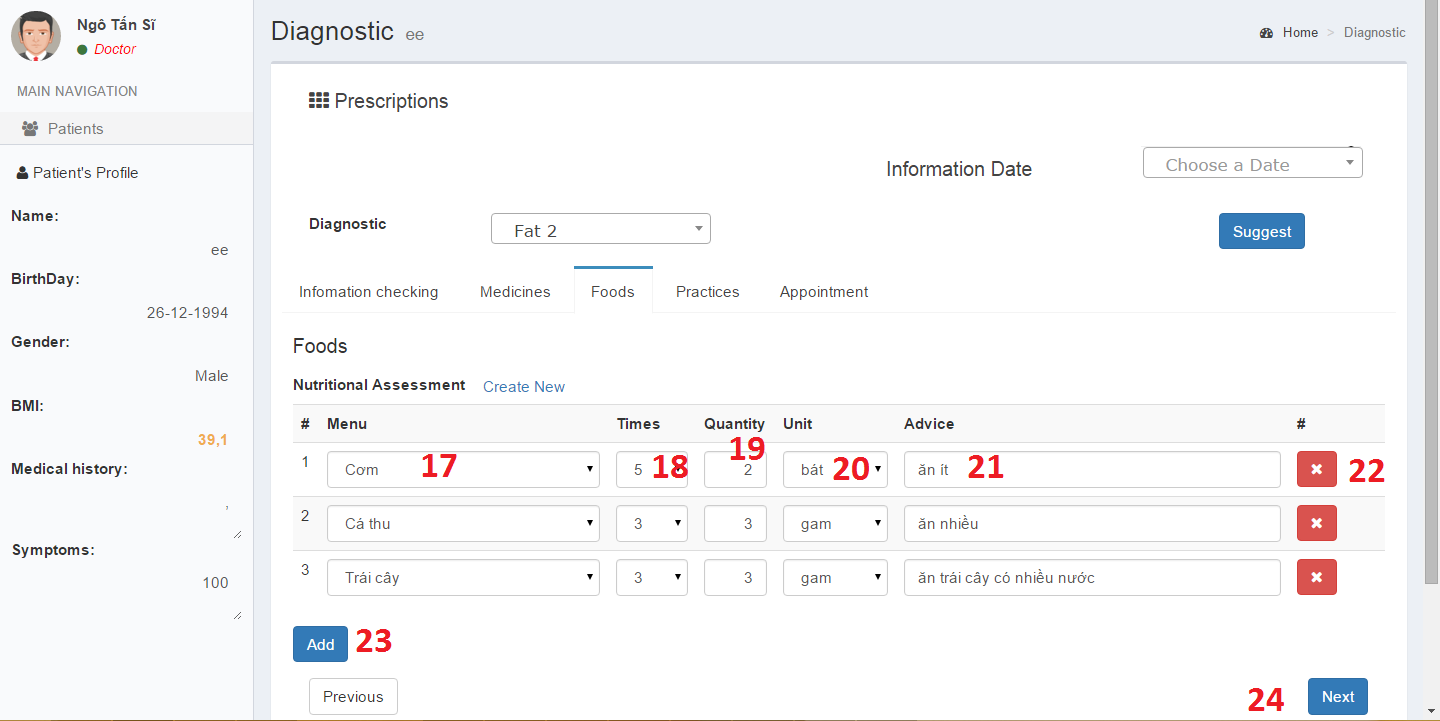 Ngô Tấn Sĩ
Doctor
MAIN NAVIGATION
Patients
Patient's Profile
Name:
ee
BirthDay:
26-12-1994
Gender:
Male
BMI:
39,1
Medical history:
,
Symptoms:
100
Diagnostic ee
Home > Diagnostic
Prescriptions
Information Date Choose a Date
Diagnostic Fat 2 Suggest
Infomation checking Medicines Foods Practices Appointment
Foods
Nutritional Assessment Create New
# Menu Times Quantity Unit Advice #
1 Cơm 17 5 18 2 19 bát 20 ăn ít 21 22
2 Cá thu 3 3 gam ăn nhiều
3 Trái cây 3 3 gam ăn trái cây có nhiều nước
Add 23
Previous 24 Next